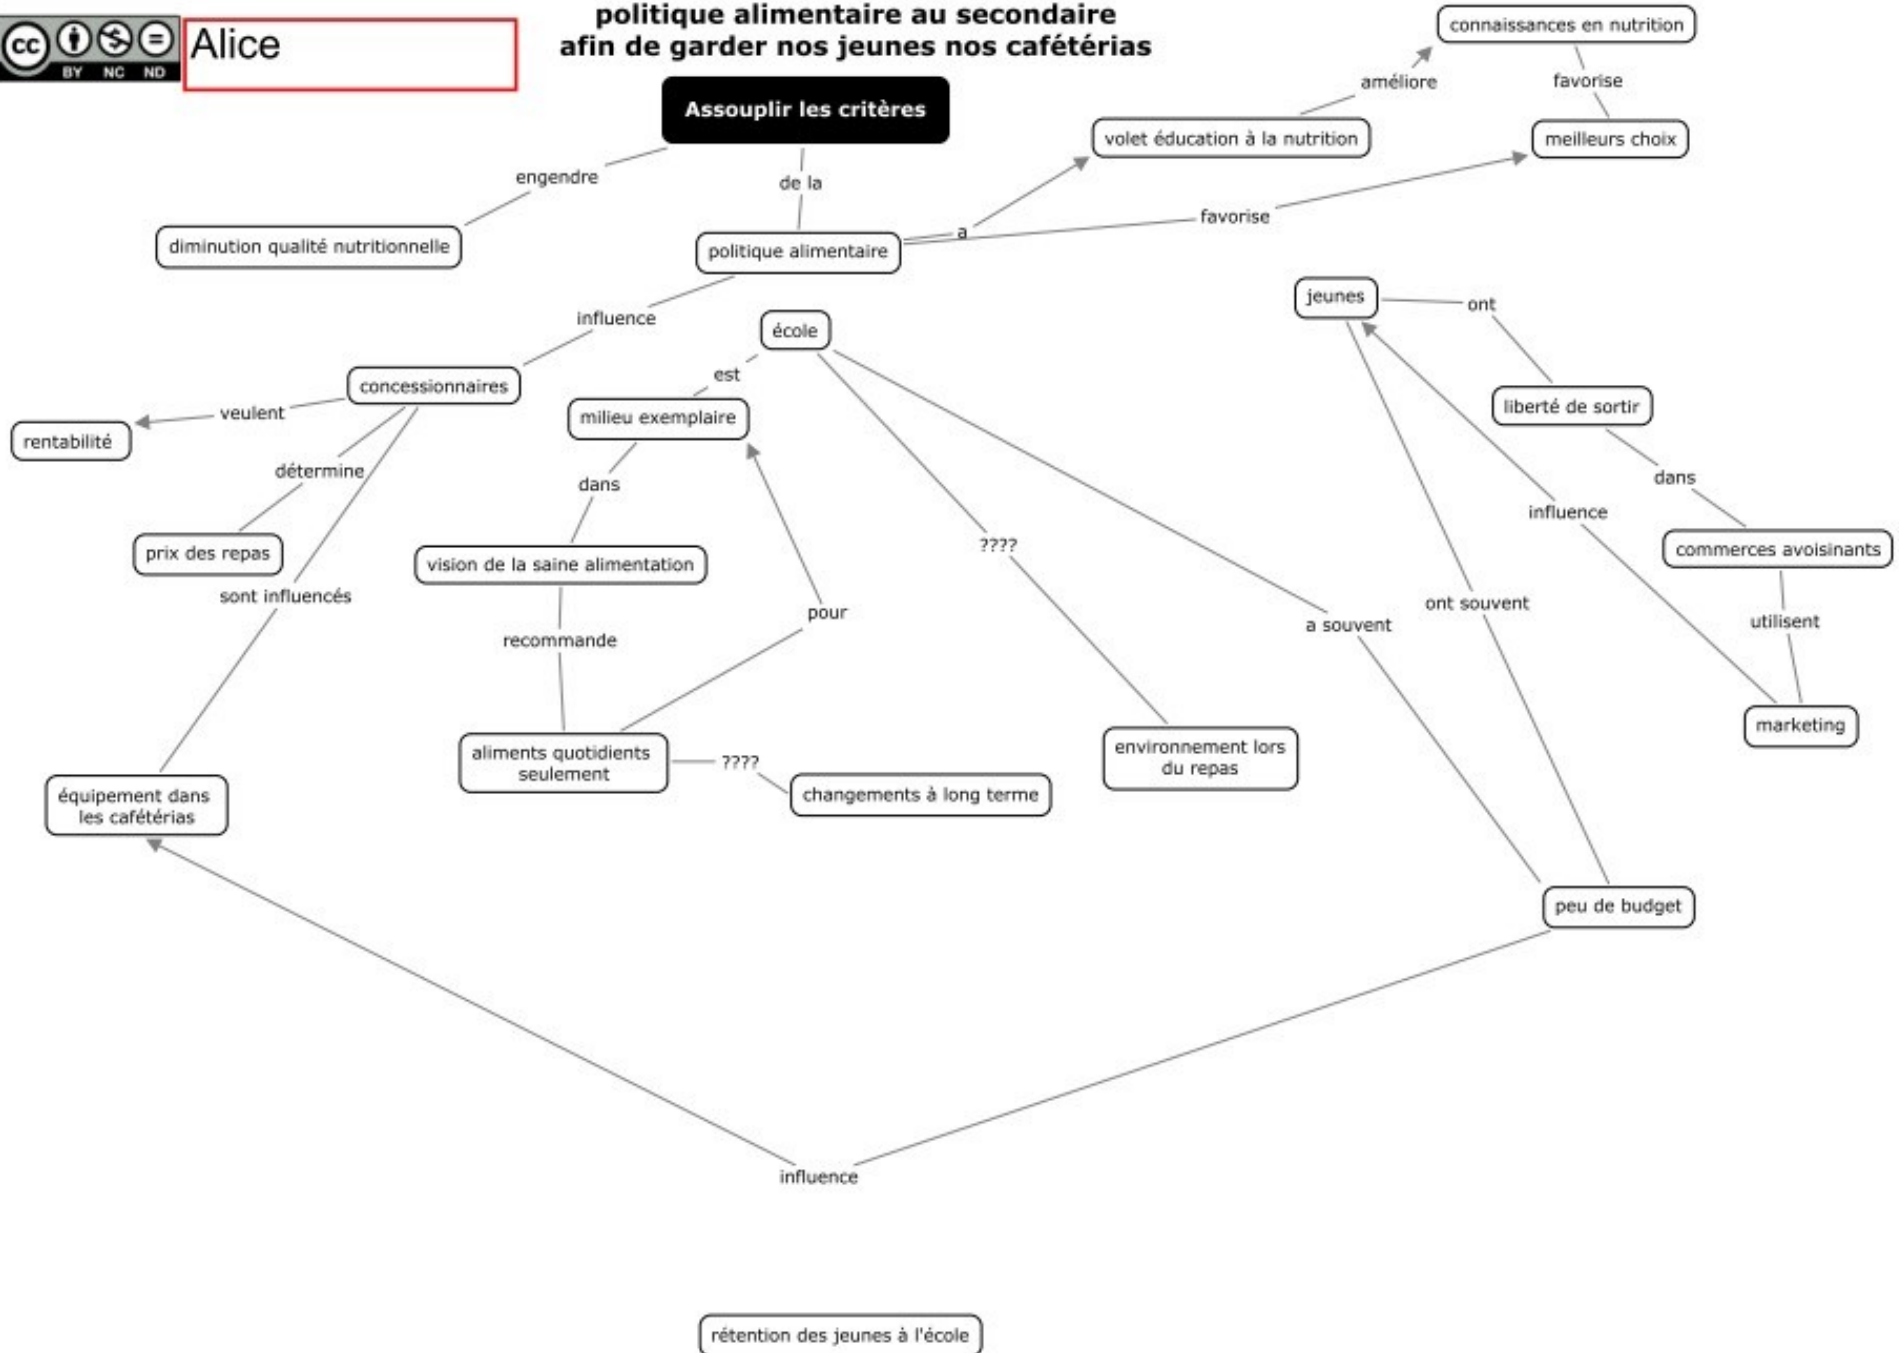 politique alimentaire au secondaire
afin de garder nos jeunes nos cafétérias
cc
BY NC ND
Alice
Assouplir les critères
connaissances en nutrition
améliore
favorise
volet éducation à la nutrition
meilleurs choix
engendre
de la
diminution qualité nutritionnelle
politique alimentaire
a
favorise
influence
école
jeunes
ont
concessionnaires
est
veulent
rentabilité
milieu exemplaire
liberté de sortir
détermine
dans
dans
influence
prix des repas
vision de la saine alimentation
????
commerces avoisinants
sont influencés
pour
ont souvent
a souvent
utilisent
recommande
marketing
aliments quotidients
seulement
????
environnement lors
du repas
changements à long terme
équipement dans
les cafétérias
peu de budget
influence
rétention des jeunes à l'école